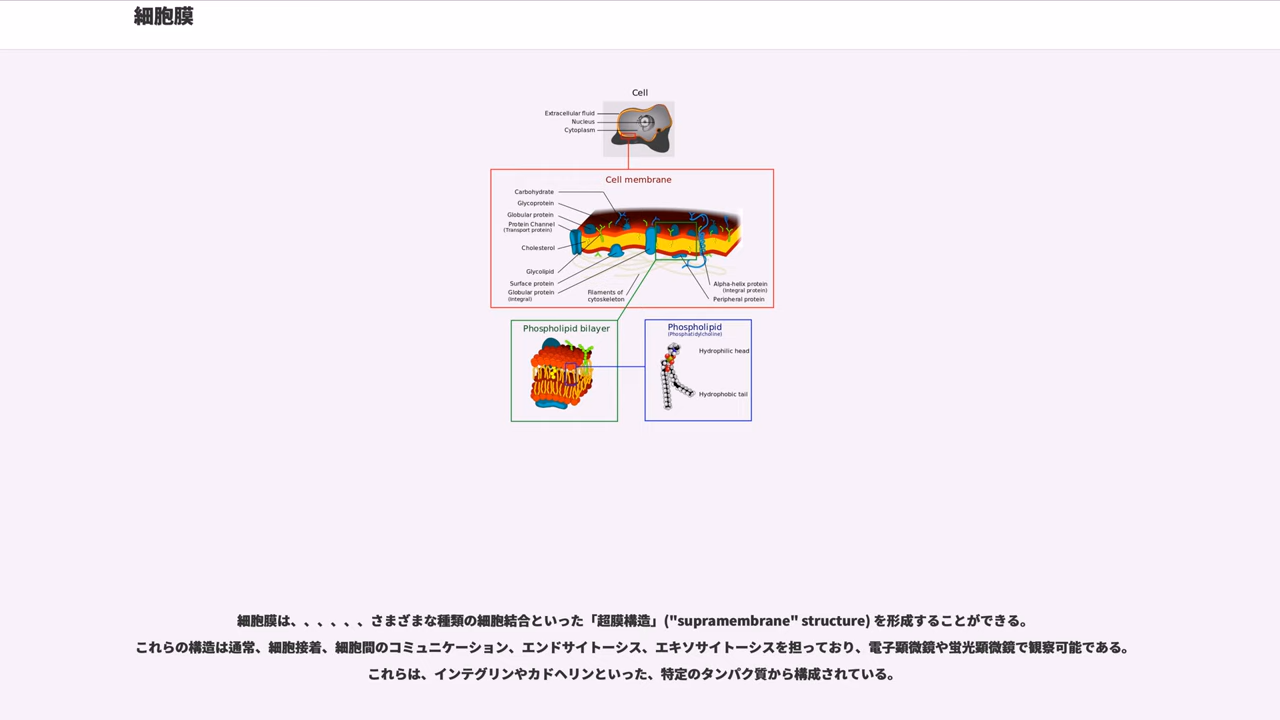 細胞膜
Cell
Extracellular fluid
Nucleus
Cytoplasm
Cell membrane
Carbohydrate
Glycoprotein
Globular protein
Protein Channel
(Transport protein)
Cholesterol
Glycolipid
Surface protein
Globular protein
(Integral)
Filaments of
cytoskeleton
Alpha-helix protein
(Integral protein)
Peripheral protein
Phospholipid bilayer
Phospholipid
(Phosphatidylcholine)
Hydrophilic head
Hydrophobic tail
細胞膜は、、、、、、さまざまな種類の細胞結合といった「超膜構造」("supramembrane" structure) を形成することができる。
これらの構造は通常、細胞接着、細胞間のコミュニケーション、エンドサイトーシス、エキソサイトーシスを担っており、電子顕微鏡や蛍光顕微鏡で観察可能である。
これらは、インテグリンやカドヘリンといった、特定のタンパク質から構成されている。